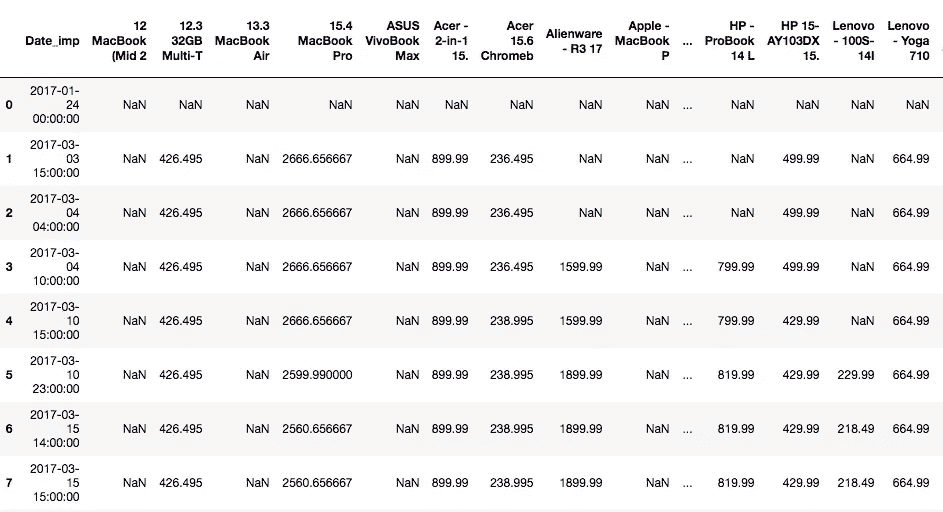 Date_imp 12 MacBook (Mid 2 12.3 32GB Multi-T 13.3 MacBook Air 15.4 MacBook Pro ASUS VivoBook Max Acer - 2-in-1 15. Acer 15.6 Chromeb Alienware - R3 17 Apple - MacBook P ... HP - ProBook 14 L HP 15- AY103DX 15. Lenovo - 100S- 14I Lenovo - Yoga 710
0 2017-01-24 00:00:00 NaN NaN NaN NaN NaN NaN NaN NaN NaN ... NaN NaN NaN NaN
1 2017-03-03 15:00:00 NaN 426.495 NaN 2666.656667 NaN 899.99 236.495 NaN NaN ... NaN 499.99 NaN 664.99
2 2017-03-04 04:00:00 NaN 426.495 NaN 2666.656667 NaN 899.99 236.495 NaN NaN ... NaN 499.99 NaN 664.99
3 2017-03-04 10:00:00 NaN 426.495 NaN 2666.656667 NaN 899.99 236.495 1599.99 NaN ... 799.99 499.99 NaN 664.99
4 2017-03-10 15:00:00 NaN 426.495 NaN 2666.656667 NaN 899.99 238.995 1599.99 NaN ... 799.99 429.99 NaN 664.99
5 2017-03-10 23:00:00 NaN 426.495 NaN 2599.990000 NaN 899.99 238.995 1899.99 NaN ... 819.99 429.99 229.99 664.99
6 2017-03-15 14:00:00 NaN 426.495 NaN 2560.656667 NaN 899.99 238.995 1899.99 NaN ... 819.99 429.99 218.49 664.99
7 2017-03-15 15:00:00 NaN 426.495 NaN 2560.656667 NaN 899.99 238.995 1899.99 NaN ... 819.99 429.99 218.49 664.99